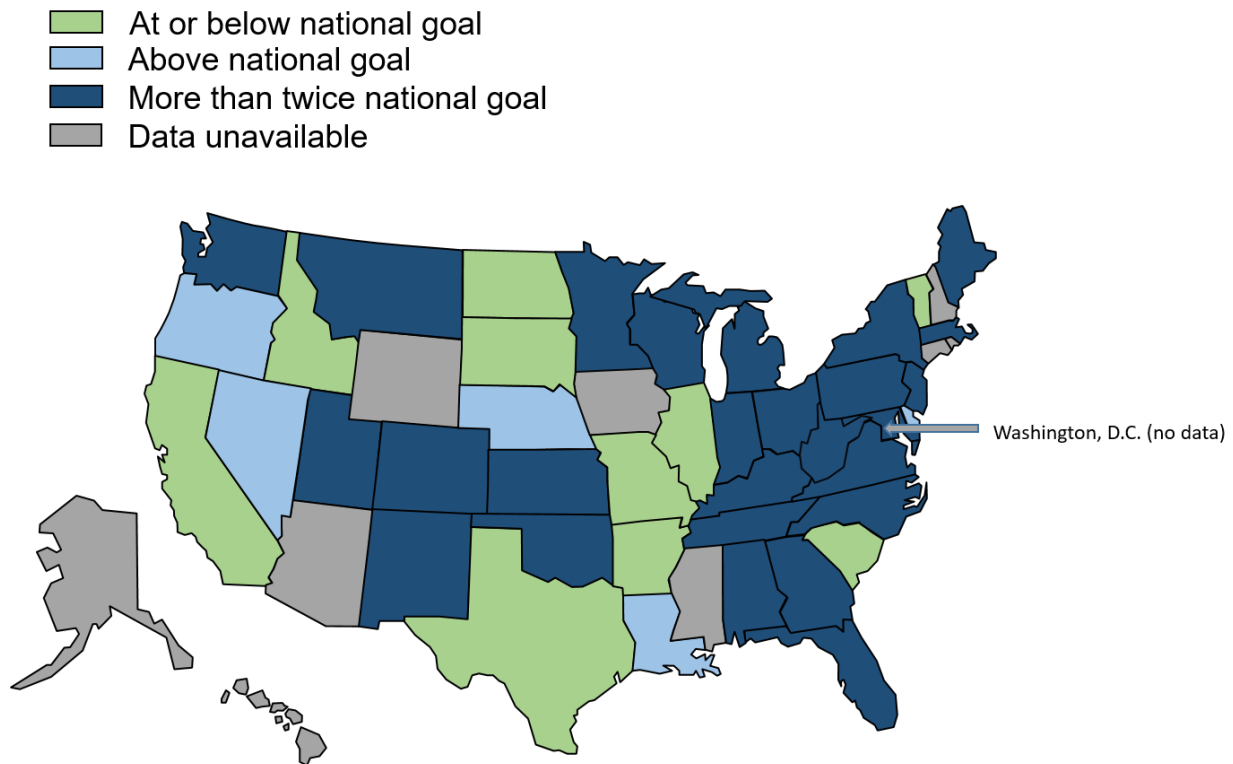 At or below national goal
Above national goal
More than twice national goal
Data unavailable
Washington, D.C. (no data)